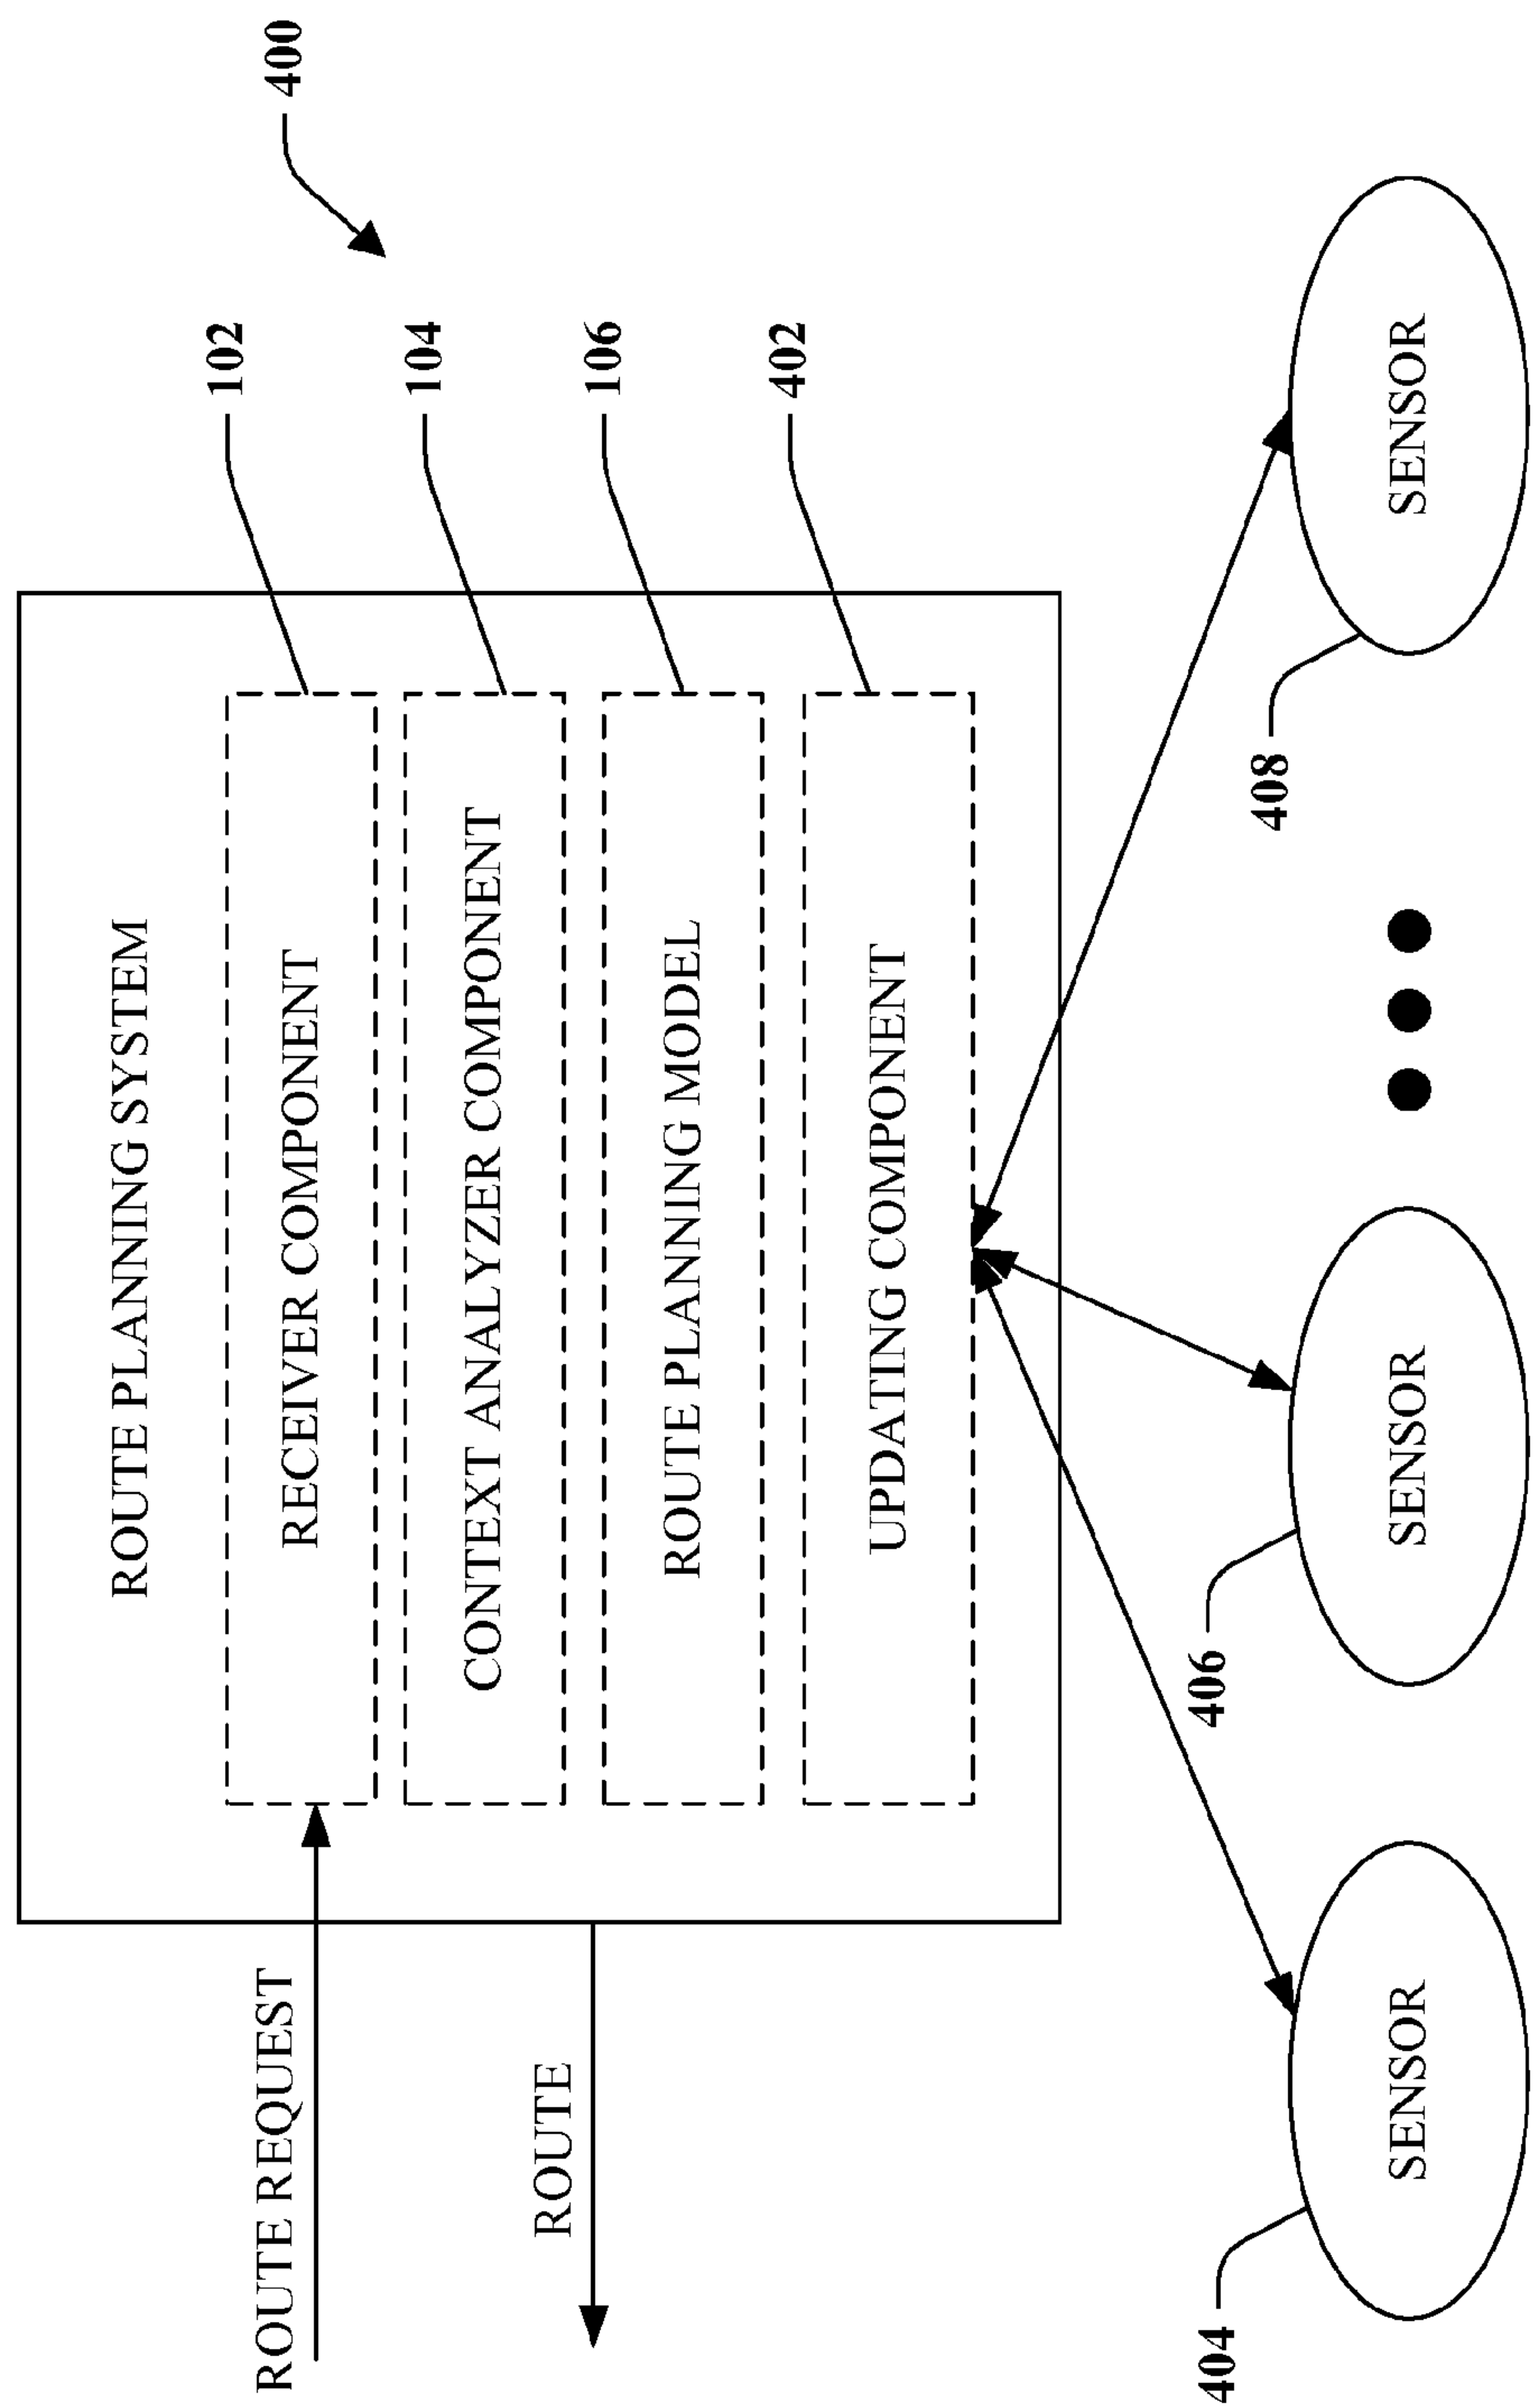 400
ROUTE PLANNING SYSTEM
ROUTE REQUEST
RECEIVER COMPONENT
102
CONTEXT ANALYZER COMPONENT
104
ROUTE
ROUTE PLANNING MODEL
106
UPDATING COMPONENT
402
404
SENSOR
406
SENSOR
408
SENSOR